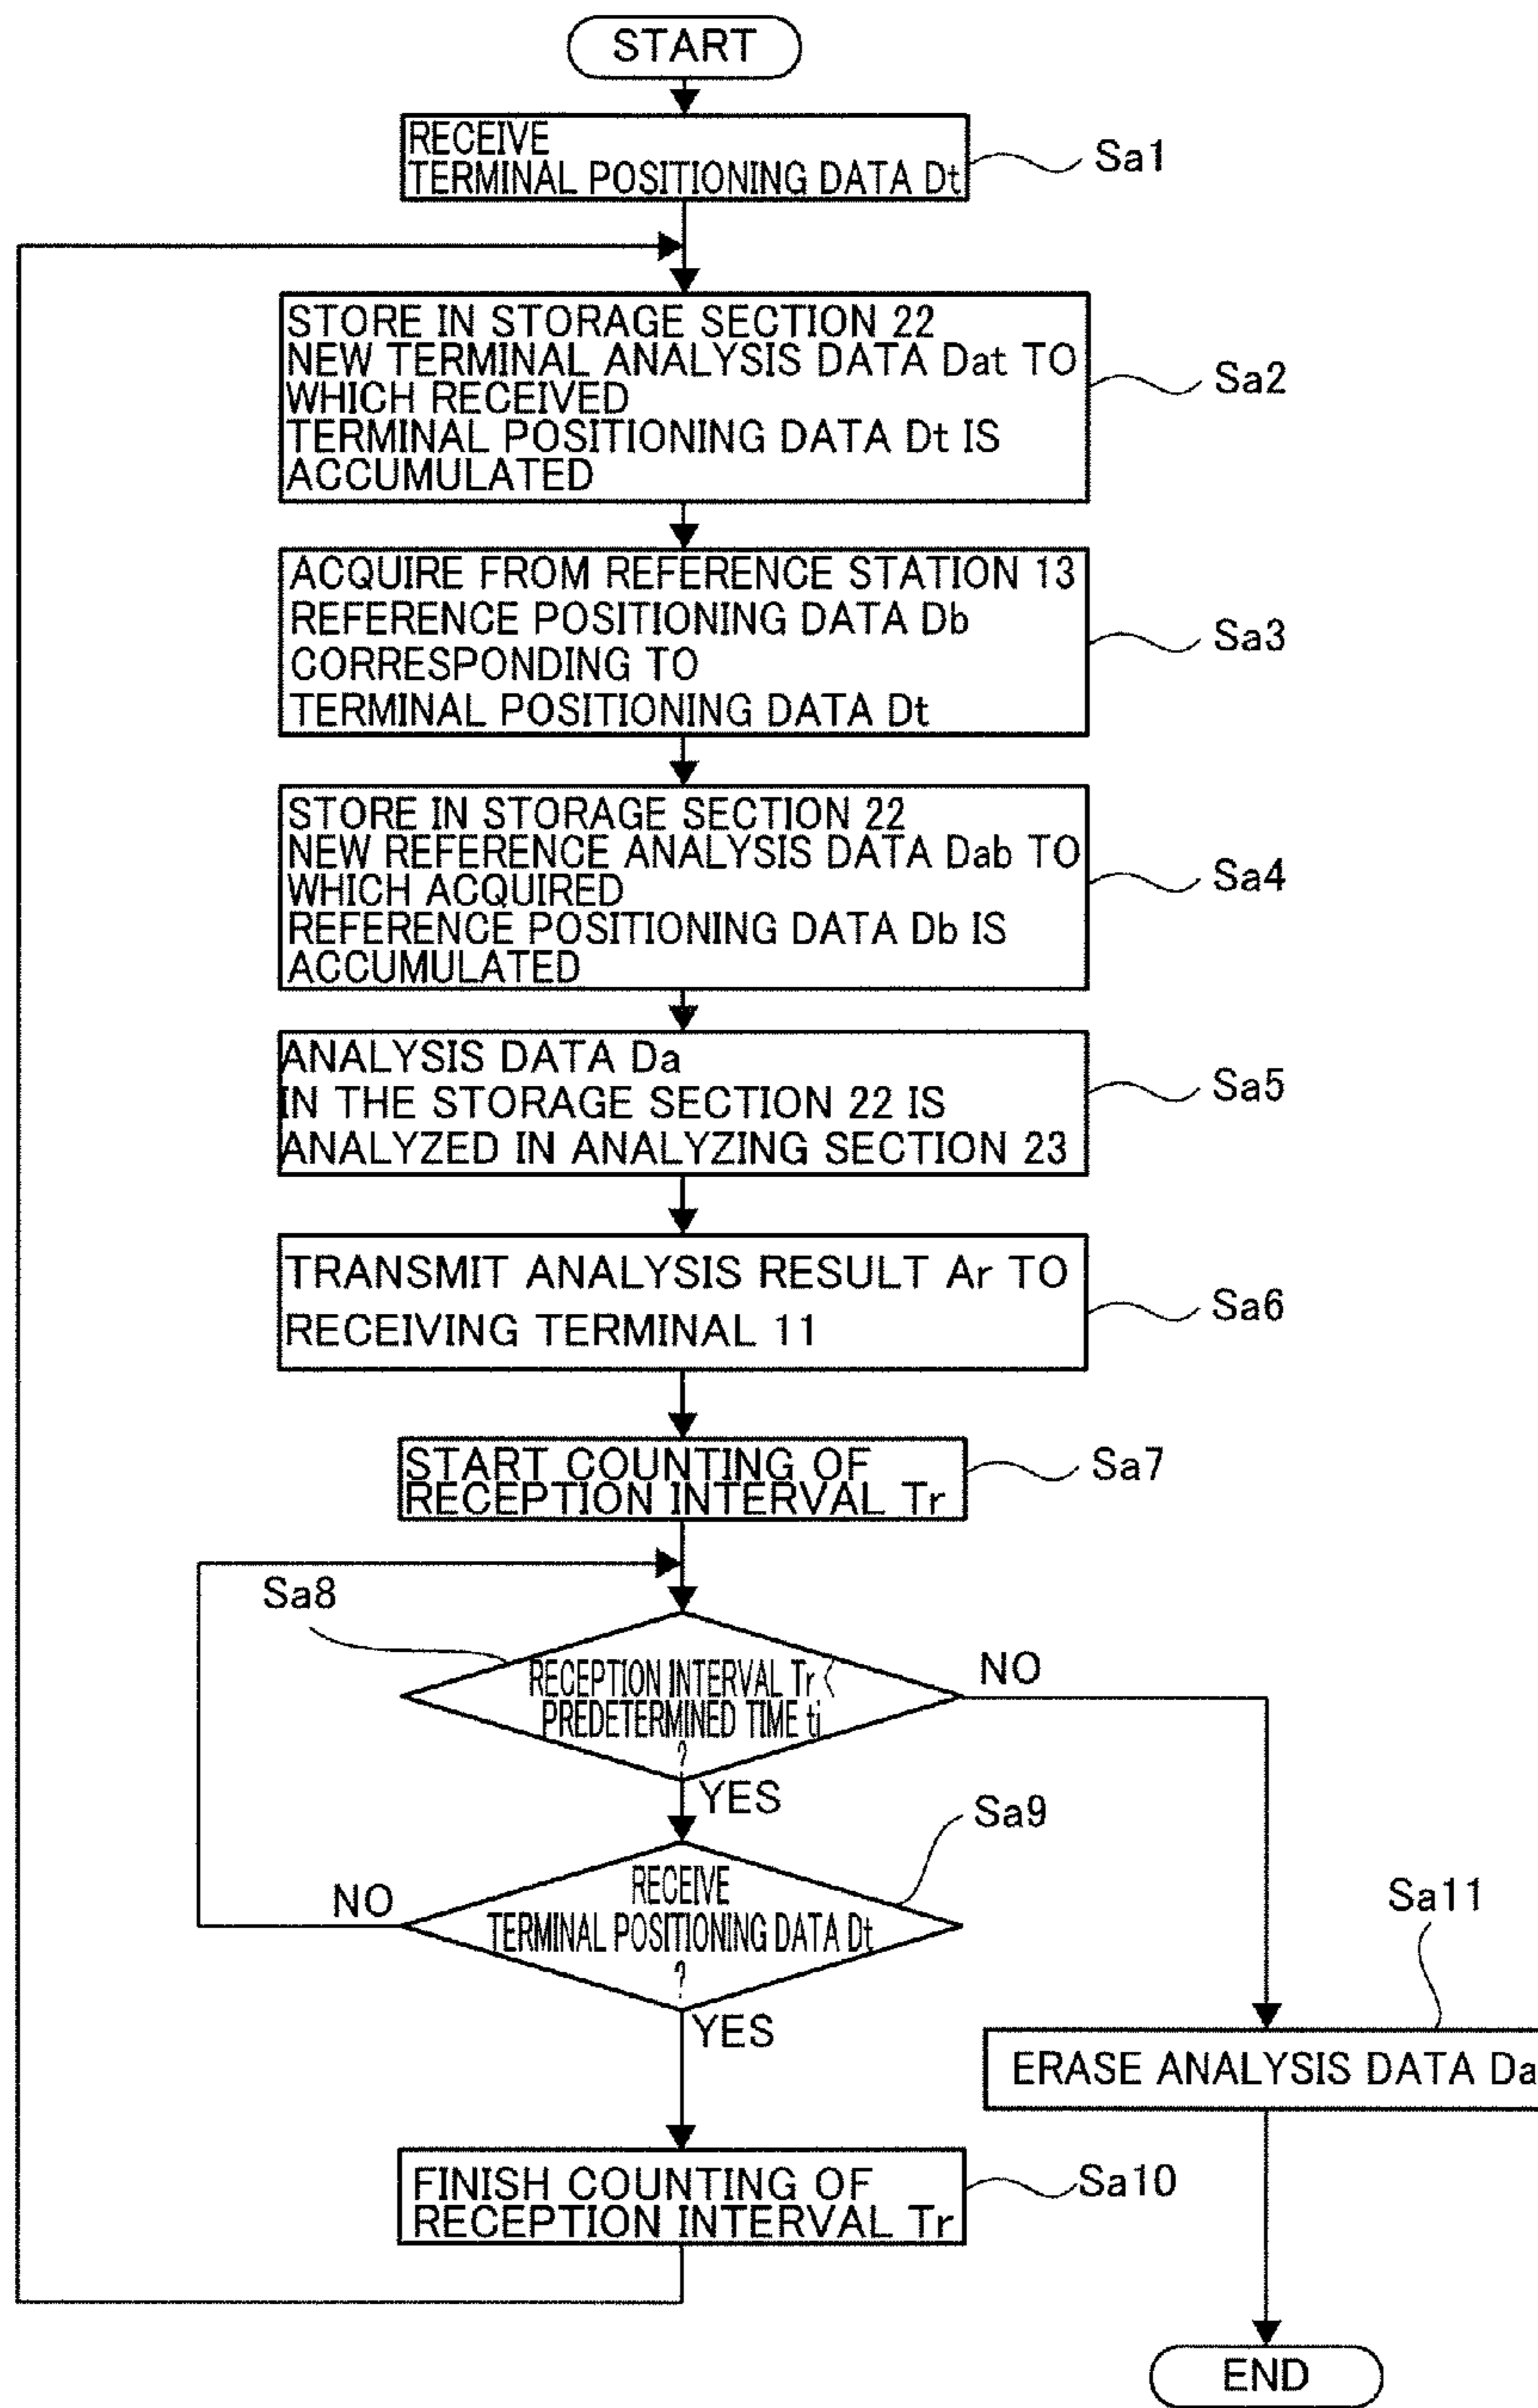 START
RECEIVE
TERMINAL POSITIONING DATA Dt
Sa1
STORE IN STORAGE SECTION 22
NEW TERMINAL ANALYSIS DATA Dat TO
WHICH RECEIVED
TERMINAL POSITIONING DATA Dt IS
ACCUMULATED
Sa2
ACQUIRE FROM REFERENCE STATION 13
REFERENCE POSITIONING DATA Db
CORRESPONDING TO
TERMINAL POSITIONING DATA Dt
Sa3
STORE IN STORAGE SECTION 22
NEW REFERENCE ANALYSIS DATA Dab TO
WHICH ACQUIRED
REFERENCE POSITIONING DATA Db IS
ACCUMULATED
Sa4
ANALYSIS DATA Da
IN THE STORAGE SECTION 22 IS
ANALYZED IN ANALYZING SECTION 23
Sa5
TRANSMIT ANALYSIS RESULT Ar TO
RECEIVING TERMINAL 11
Sa6
START COUNTING OF
RECEPTION INTERVAL Tr
Sa7
Sa8
RECEPTION INTERVAL Tr <
PREDETERMINED TIME ti
?
NO
YES
Sa9
RECEIVE
TERMINAL POSITIONING DATA Dt
?
NO
YES
Sa11
ERASE ANALYSIS DATA Da
FINISH COUNTING OF
RECEPTION INTERVAL Tr
Sa10
END